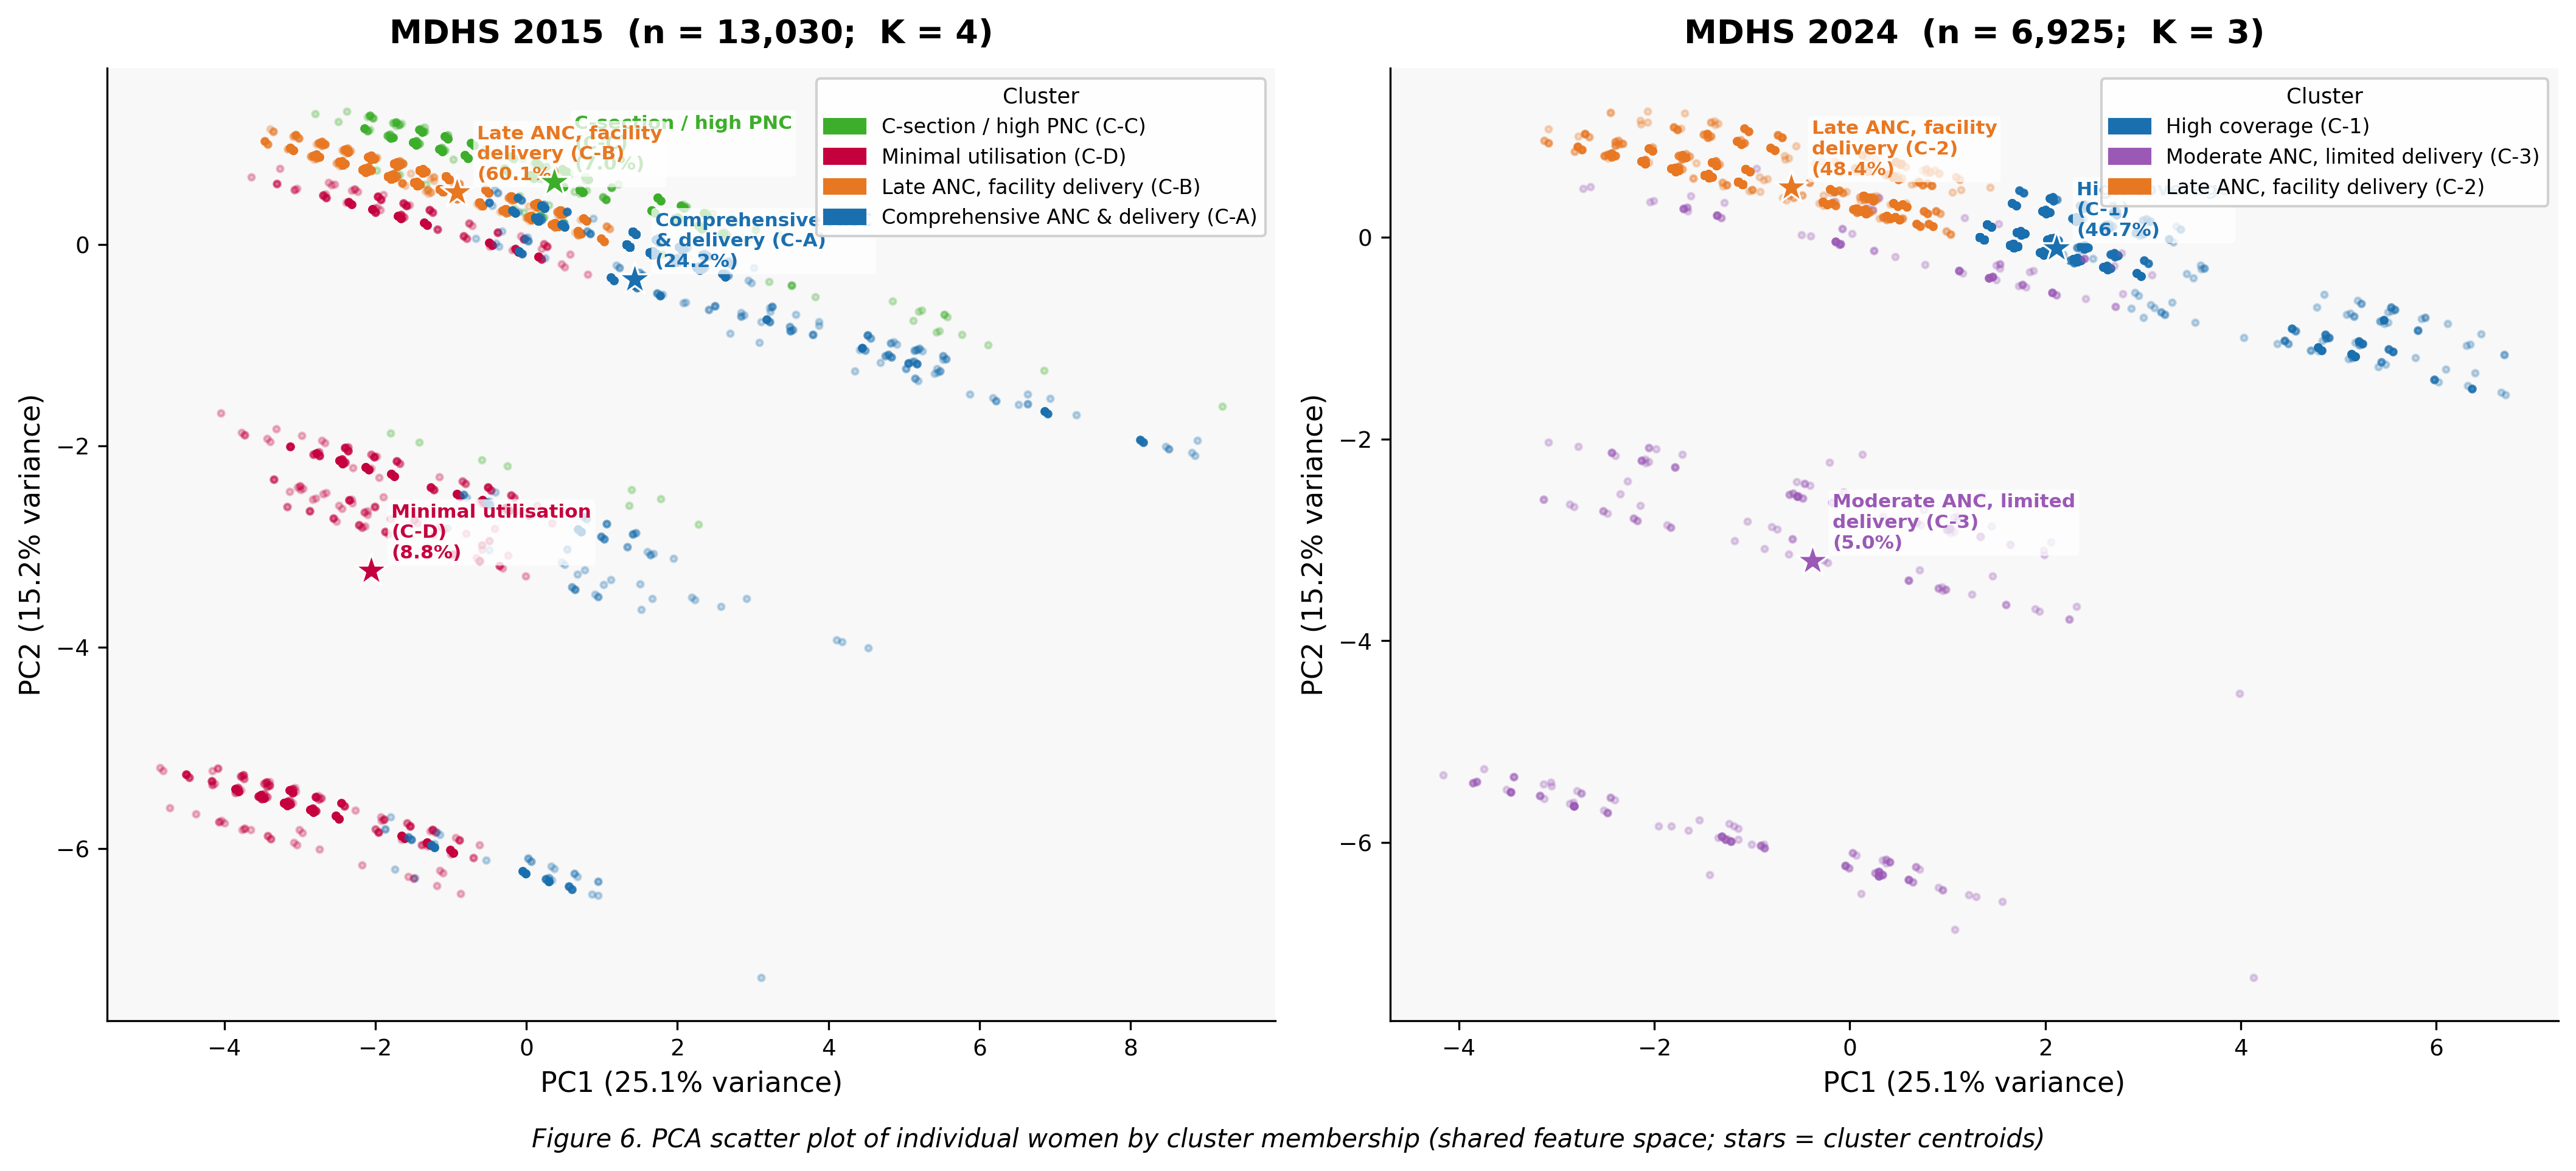 MDHS 2015 (n = 13,030; K = 4)
PC2 (15.2% variance)
0
−2
−4
−6
−4
−2
0
2
4
6
8
PC1 (25.1% variance)
Cluster
C-section / high PNC (C-C)
Minimal utilisation (C-D)
Late ANC, facility delivery (C-B)
Comprehensive ANC & delivery (C-A)
C-section / high PNC
(7.0%)
Late ANC, facility
delivery (C-B)
(60.1%
Comprehensive
& delivery (C-A)
(24.2%)
Minimal utilisation
(C-D)
(8.8%)
MDHS 2024 (n = 6,925; K = 3)
PC2 (15.2% variance)
0
−2
−4
−6
−4
−2
0
2
4
6
PC1 (25.1% variance)
Cluster
High coverage (C-1)
Moderate ANC, limited delivery (C-3)
Late ANC, facility delivery (C-2)
Late ANC, facility
delivery (C-2)
(48.4%)
(C-1)
(46.7%)
Moderate ANC, limited
delivery (C-3)
(5.0%)
Figure 6. PCA scatter plot of individual women by cluster membership (shared feature space; stars = cluster centroids)